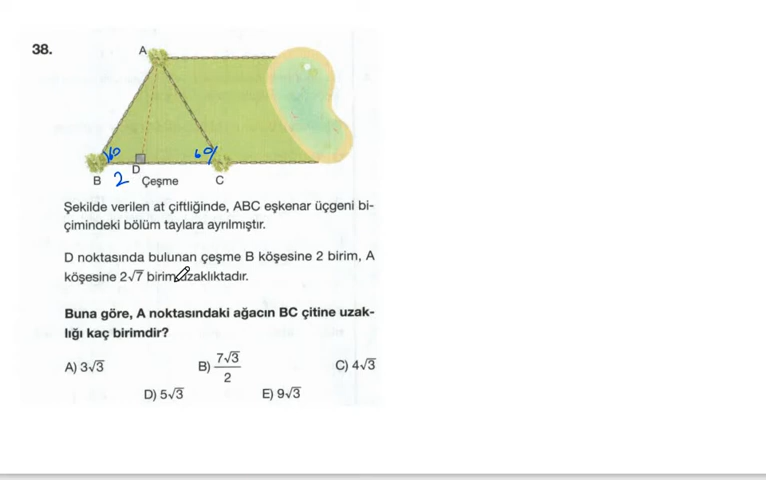 38.
A
60
60
B
2
D
Çeşme
C
Şekilde verilen at çiftliğinde, ABC eşkenar üçgeni bi-
çimindeki bölüm taylara ayrılmıştır.
D noktasında bulunan çeşme B köşesine 2 birim, A
köşesine 2√7 birim uzaklıktadır.
Buna göre, A noktasındaki ağacın BC çitine uzak-
lığı kaç birimdir?
A) 3√3 B) 7√3/2 C) 4√3
D) 5√3 E) 9√3